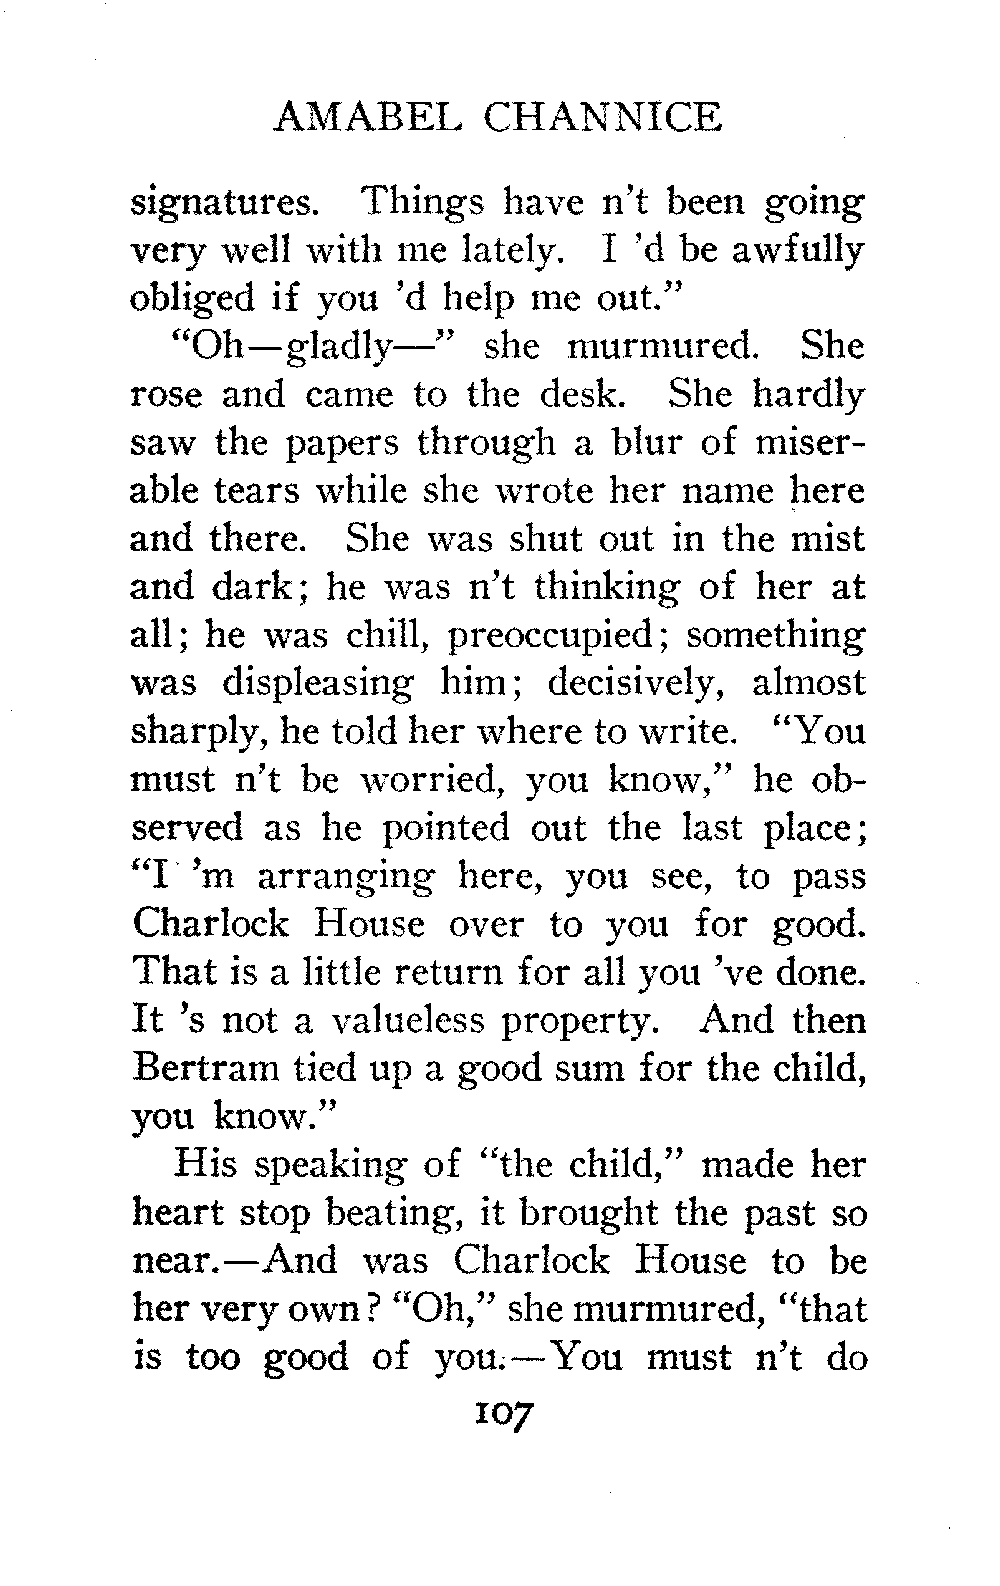 AMABEL CHANNICE
signatures. Things have n't been going
very well with me lately. I 'd be awfully
obliged if you 'd help me out."
"Oh—gladly—" she murmured. She
rose and came to the desk. She hardly
saw the papers through a blur of miser-
able tears while she wrote her name here
and there. She was shut out in the mist
and dark; he was n't thinking of her at
all; he was chill, preoccupied; something
was displeasing him; decisively, almost
sharply, he told her where to write. "You
must n't be worried, you know," he ob-
served as he pointed out the last place;
"I 'm arranging here, you see, to pass
Charlock House over to you for good.
That is a little return for all you 've done.
It 's not a valueless property. And then
Bertram tied up a good sum for the child,
you know."
His speaking of "the child," made her
heart stop beating, it brought the past so
near.—And was Charlock House to be
her very own? "Oh," she murmured, "that
is too good of you.—You must n't do
107